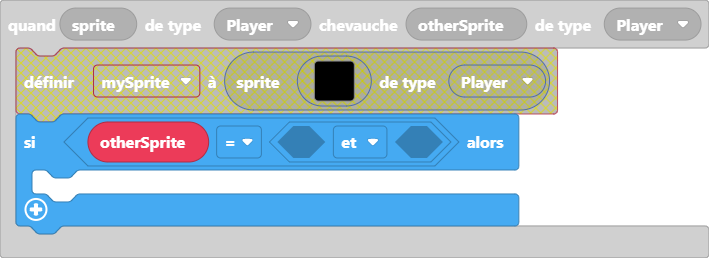 quand sprite de type Player chevauche otherSprite de type Player
définir mySprite à sprite de type Player
si otherSprite = et alors